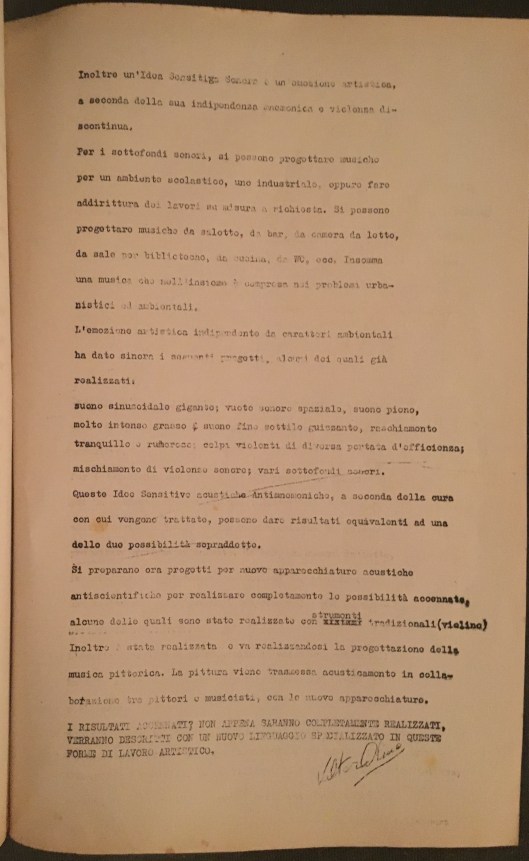 Inoltre un'Idea Sensitiga Sonora è un emozione artistica,
a seconda della sua indipendenza mnemonica e violenza di-
scontinua.
Per i sottofondi sonori, si possono progettare musiche
per un ambiente scolastico, uno industriale, oppure fare
addirittura dei lavori su misura a richiesta. Si possono
progettare musiche da salotto, da bar, da camera da letto,
da sale per biblioteche, da cucina, da WC, ecc. Insomma
una musica che nell'insieme è compresa nei problemi urba-
nistici ed ambientali.
L'emozione artistica indipendente da caratteri ambientali
ha dato sinora i seguenti progetti, alcuni dei quali già
realizzati:
suono sinusoidale gigante; vuoto sonoro spaziale, suono pieno,
molto intenso grasso e suono fine sottile guizzante, raschiamento
tranquillo e rumoroso; colpi violenti di diversa portata d'efficienza;
mischiamento di violenze sonore; vari sottofondi sonori.
Queste Idee Sensitive acustiche Antimnemoniche, a seconda della cura
con cui vengono trattate, possono dare risultati equivalenti ad una
delle due possibilità sopraddette.
Si preparano ora progetti per nuove apparecchiature acustiche
antiscientifiche per realizzare completamente le possibilità accennate,
alcune delle quali sono state realizzate con strumenti tradizionali(violino)
Inoltre è stata realizzata e va realizzandosi la progettazione della
musica pittorica. La pittura viene trasmessa acusticamente in colla-
borazione tra pittori e musicisti, con le nuove apparecchiature.
I RISULTATI ACCENNATI? NON APPENA SARANNO COMPLETAMENTE REALIZZATI,
VERRANNO DESCRITTI CON UN NUOVO LINGUAGGIO SPECIALIZZATO IN QUESTE
FORME DI LAVORO ARTISTICO.